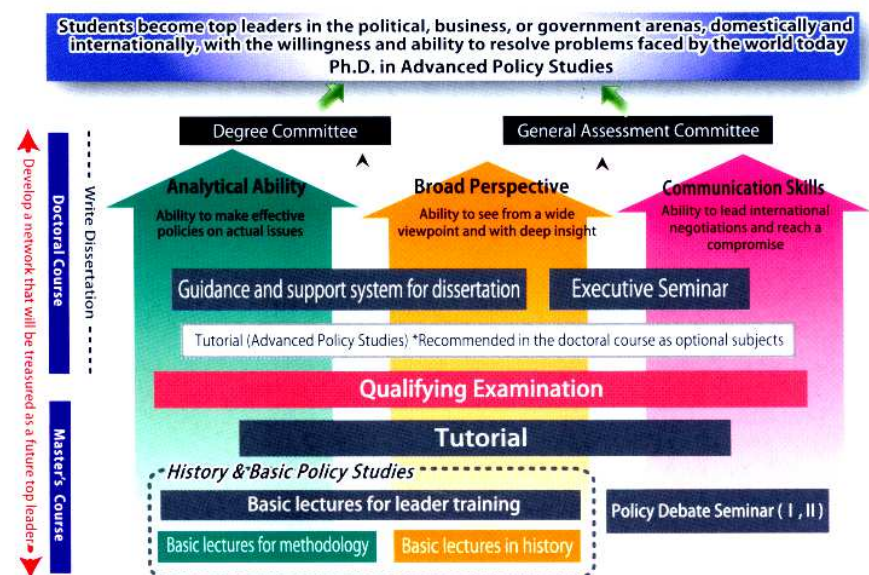 Students become top leaders in the political, business, or government arenas, domestically and
internationally, with the willingness and ability to resolve problems faced by the world today
Ph.D. in Advanced Policy Studies
Degree Committee
General Assessment Committee
Analytical Ability
Ability to make effective
policies on actual issues
Broad Perspective
Ability to see from a wide
viewpoint and with deep insight
Communication Skills
Ability to lead international
negotiations and reach a
compromise
Develop a network that will be treasured as a future top leader
Doctoral Course
Write Dissertation
Guidance and support system for dissertation
Executive Seminar
Tutorial (Advanced Policy Studies) *Recommended in the doctoral course as optional subjects
Qualifying Examination
Master's Course
Tutorial
History & Basic Policy Studies
Basic lectures for leader training
Policy Debate Seminar ( I , II )
Basic lectures for methodology
Basic lectures in history